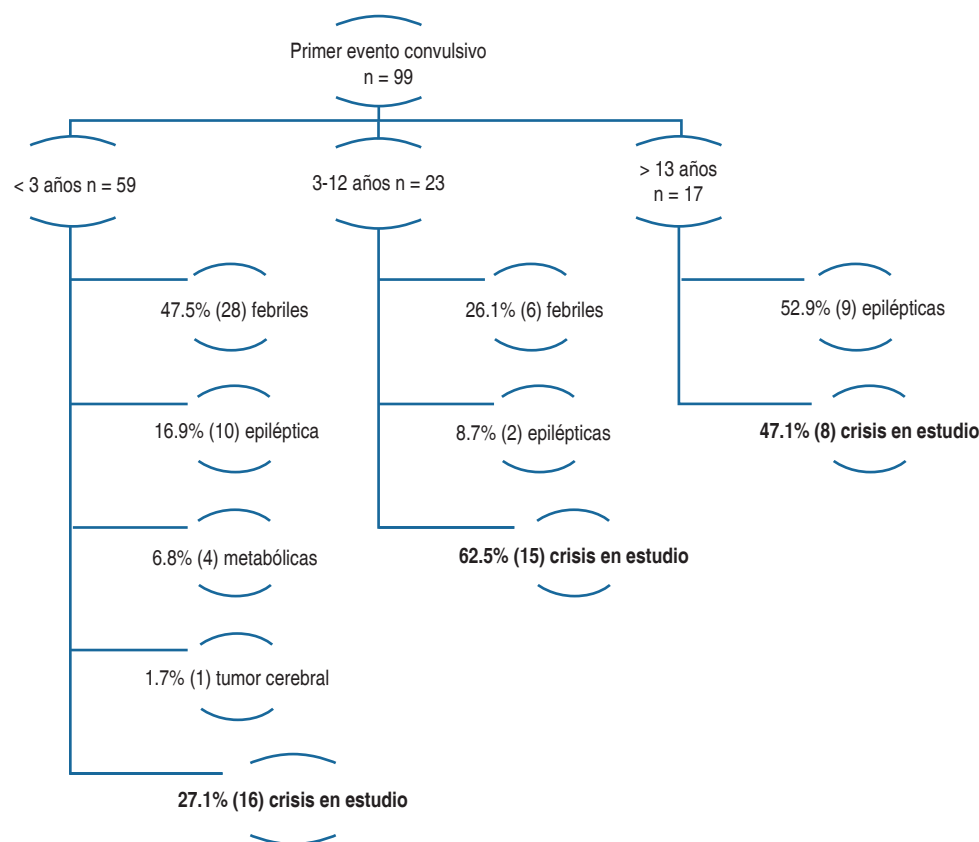 Primer evento convulsivo
n = 99
< 3 años n = 59
3-12 años n = 23
> 13 años
n = 17
47.5% (28) febriles
26.1% (6) febriles
52.9% (9) epilépticas
16.9% (10) epiléptica
8.7% (2) epilépticas
47.1% (8) crisis en estudio
6.8% (4) metabólicas
62.5% (15) crisis en estudio
1.7% (1) tumor cerebral
27.1% (16) crisis en estudio